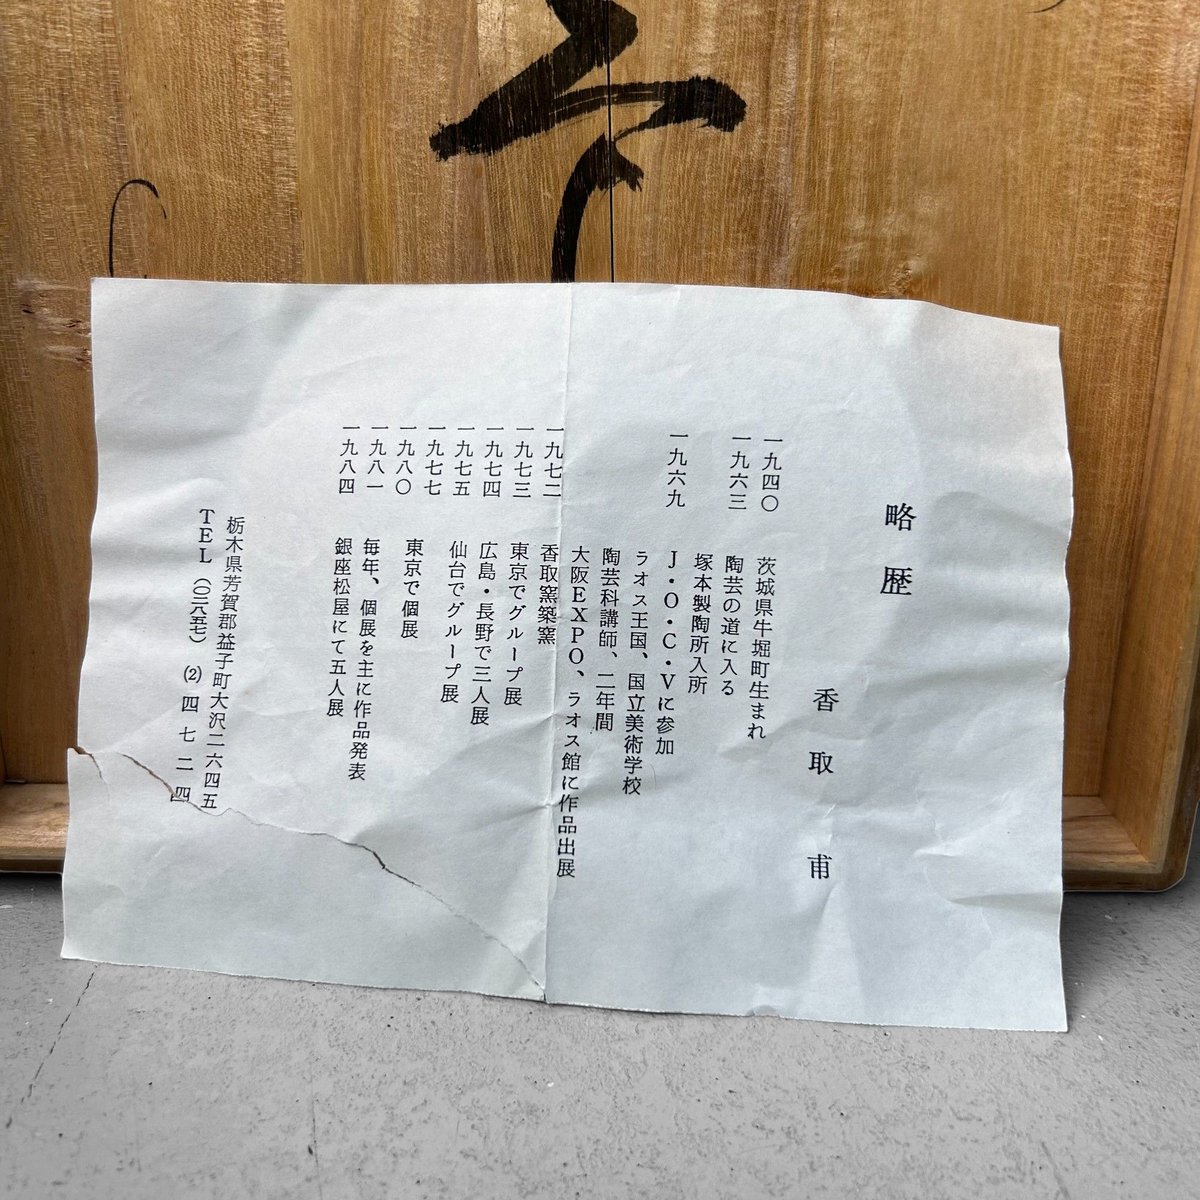 略歴
香取甫
一九四〇 茨城県牛堀町生まれ
一九六三 陶芸の道に入る
塚本製陶所入所
一九六九 J・O・C・Vに参加
ラオス王国、国立美術学校
陶芸科講師、二年間
大阪EXPO、ラオス館に作品出展
一九七二 香取窯築窯
一九七三 東京でグループ展
一九七四 広島・長野で三人展
一九七五 仙台でグループ展
一九七七
一九八〇 東京で個展
一九八一 毎年、個展を主に作品発表
一九八四 銀座松屋にて五人展
栃木県芳賀郡益子町大沢二六四五
TEL (〇二八五七) (2) 四七二四